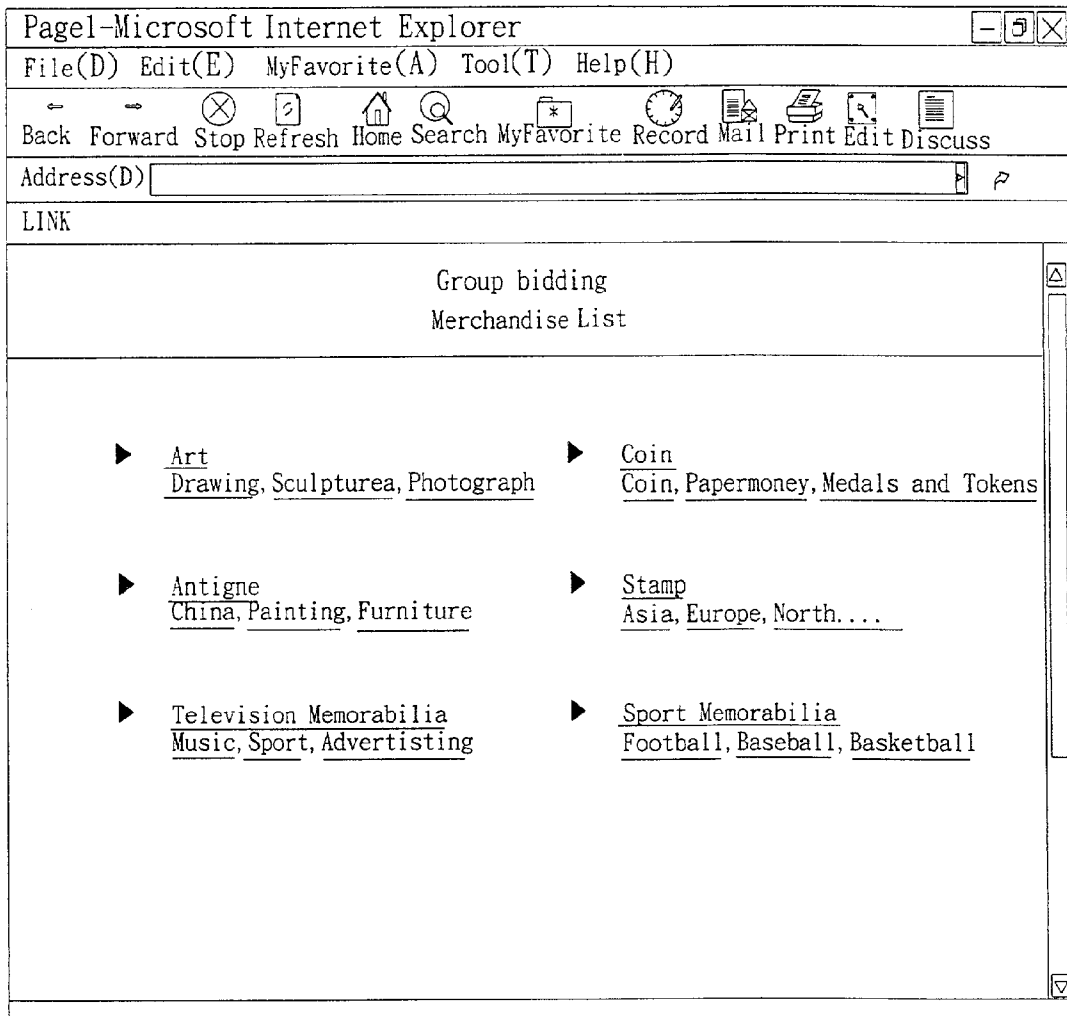 Page1-Microsoft Internet Explorer
File(D) Edit(E) MyFavorite(A) Tool(T) Help(H)
Back Forward Stop Refresh Home Search MyFavorite Record Mail Print Edit Discuss
Address(D)
LINK
Group bidding
Merchandise List
Art
Drawing, Sculpturea, Photograph
Coin
Coin, Papermoney, Medals and Tokens
Antigne
China, Painting, Furniture
Stamp
Asia, Europe, North....
Television Memorabilia
Music, Sport, Advertisting
Sport Memorabilia
Football, Baseball, Basketball